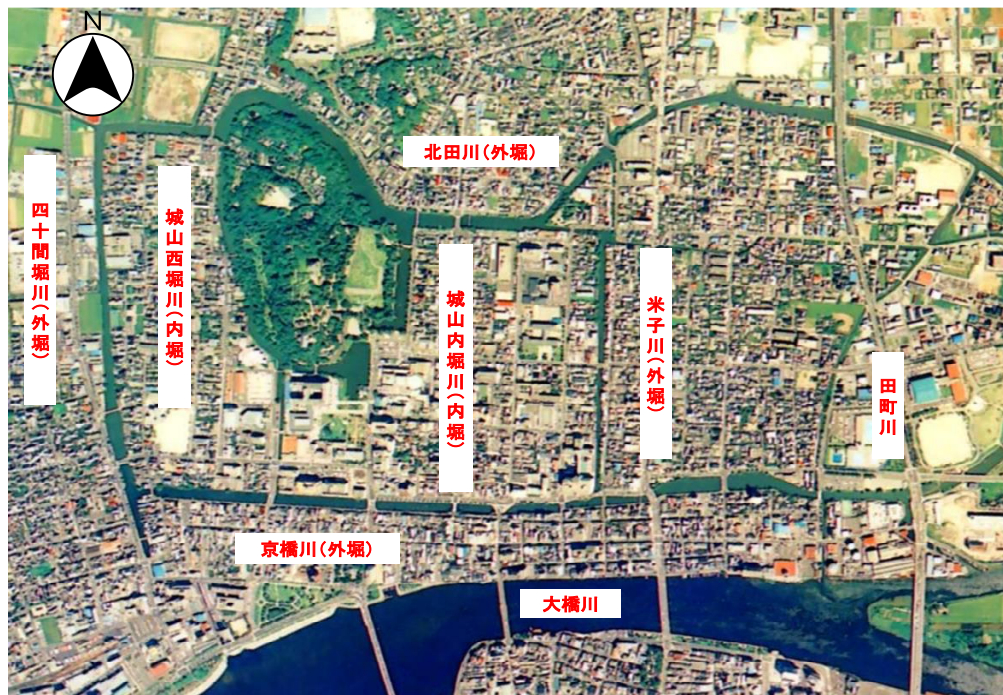 N
北田川(外堀)
四十間堀川(外堀)
城山西堀川(内堀)
城山内堀川(内堀)
米子川(外堀)
田町川
京橋川(外堀)
大橋川